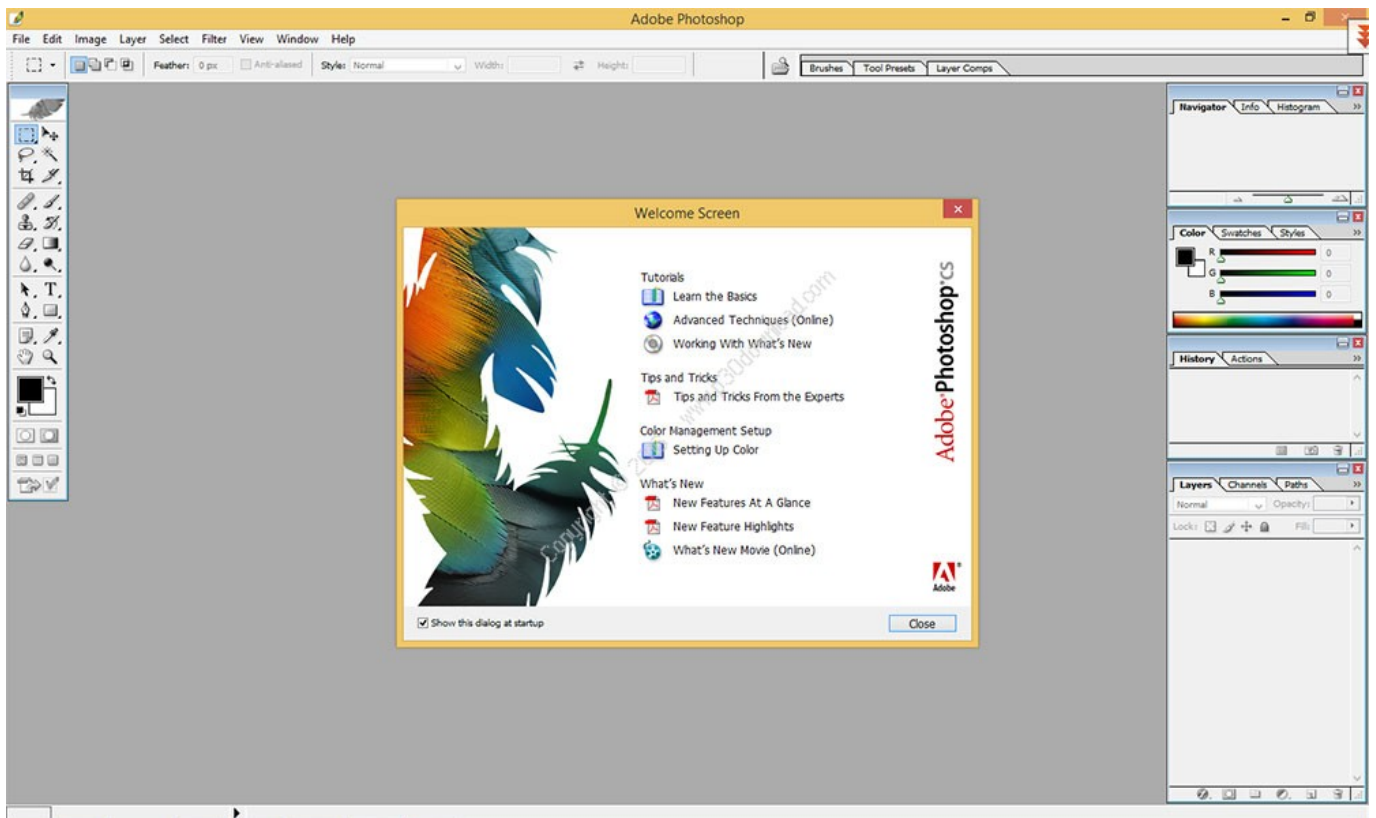 Adobe Photoshop
File Edit Image Layer Select Filter View Window Help
Feather: 0 px Anti-aliased Style: Normal Width: Height:
Brushes Tool Presets Layer Comps
Navigator Info Histogram
Welcome Screen
Tutorials
Learn the Basics
Advanced Techniques (Online)
Working With What's New
Tips and Tricks
Tips and Tricks From the Experts
Color Management Setup
Setting Up Color
What's New
New Features At A Glance
New Feature Highlights
What's New Movie (Online)
Adobe Photoshop CS
Adobe
Show this dialog at startup
Close
Color Swatches Styles
R 0
G 0
B 0
History Actions
Layers Channels Paths
Normal Opacity:
Lock: Fill:
T
Copyright ©